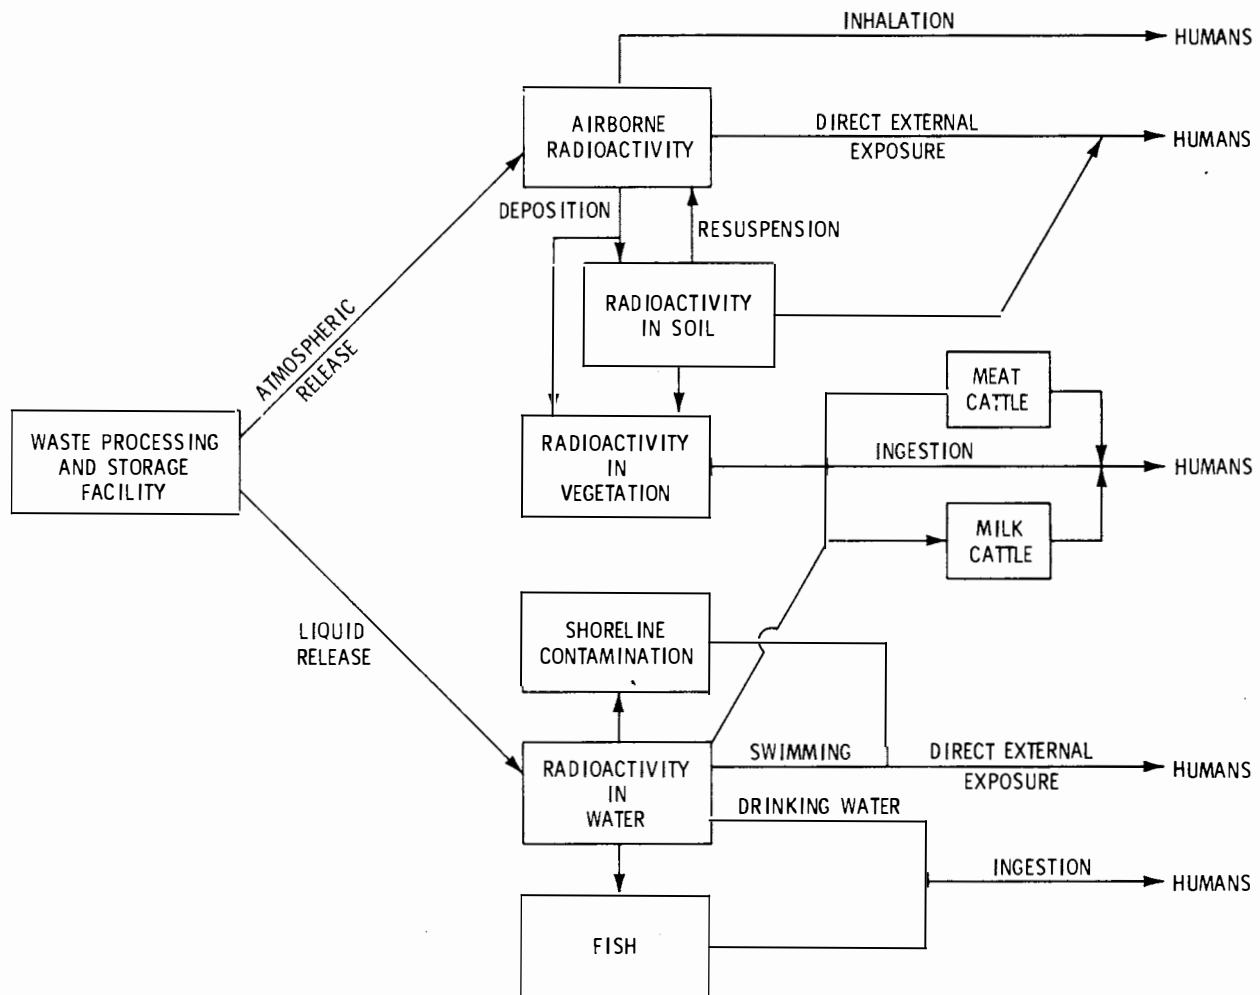 INHALATION
HUMANS
AIRBORNE
RADIOACTIVITY
DIRECT EXTERNAL
EXPOSURE
HUMANS
DEPOSITION
RESUSPENSION
RADIOACTIVITY
IN SOIL
ATMOSPHERIC
RELEASE
MEAT
CATTLE
WASTE PROCESSING
AND STORAGE
FACILITY
RADIOACTIVITY
IN
VEGETATION
INGESTION
HUMANS
MILK
CATTLE
LIQUID
RELEASE
SHORELINE
CONTAMINATION
RADIOACTIVITY
IN
WATER
SWIMMING
DIRECT EXTERNAL
EXPOSURE
HUMANS
DRINKING WATER
INGESTION
HUMANS
FISH